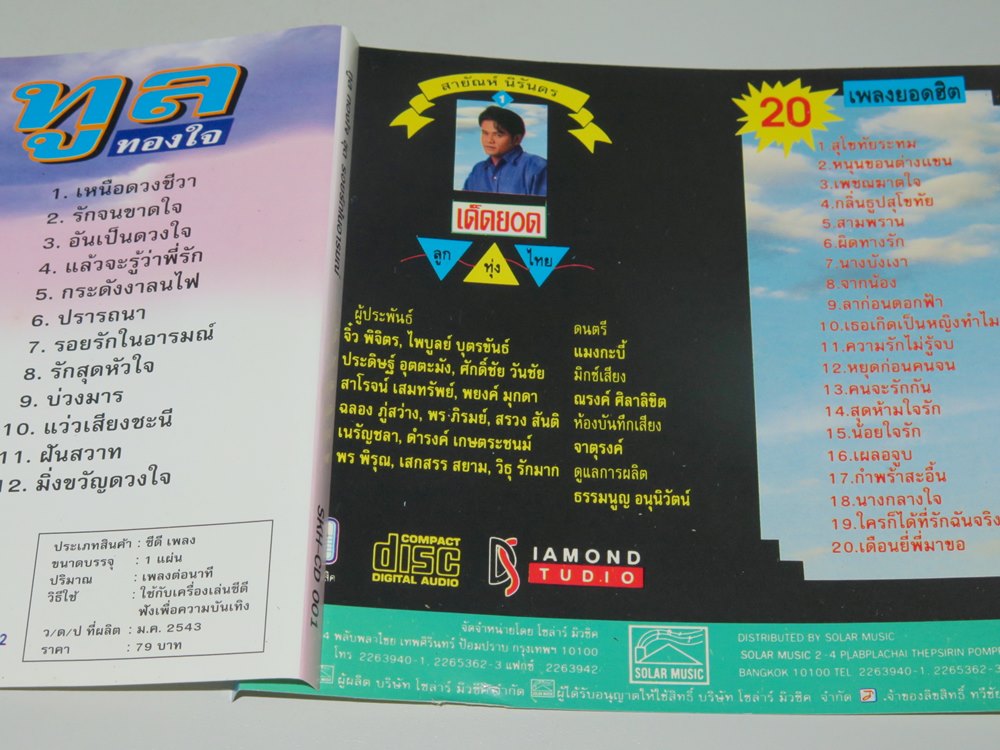 ทูล
ทองใจ
1. เหนือดวงชีวา
2. รักจนขาดใจ
3. อันเป็นดวงใจ
4. แล้วจะรู้ว่าพี่รัก
5. กระดังงาลนไฟ
6. ปรารถนา
7. รอยรักในอารมณ์
8. รักสุดหัวใจ
9. บ่วงมาร
10. แว่วเสียงชะนี
11. ฝันสวาท
12. มิ่งขวัญดวงใจ
ประเภทสินค้า : ซีดี เพลง
ขนาดบรรจุ : 1 แผ่น
ปริมาณ : เพลงต่อนาที
วิธีใช้ : ใช้กับเครื่องเล่นซีดี
ฟังเพื่อความบันเทิง
ว/ด/ป ที่ผลิต : ม.ค. 2543
ราคา : 79 บาท
SKH-CD 001
สายัณห์ นิรันดร
1
เด็ดยอด
ลูก ทุ่ง ไทย
ผู้ประพันธ์
จิ๋ว พิจิตร, ไพบูลย์ บุตรขันธ์
ประดิษฐ์ อุตตะมัง, ศักดิ์ชัย วันชัย
สาโรจน์ เสมทรัพย์, พยงค์ มุกดา
ฉลอง ภู่สว่าง, พร ภิรมย์, สรวง สันติ
เนรัญชลา, ดำรงค์ เกษตระชนม์
พร พิรุณ, เสกสรร สยาม, วิธู รักมาก
ดนตรี
แมงกะบี้
มิกซ์เสียง
ณรงค์ ศิลาลิขิต
ห้องบันทึกเสียง
จาตุรงค์
ดูแลการผลิต
ธรรมนูญ อนุนิวัตน์
COMPACT
disc
DIGITAL AUDIO
DIAMOND
STUDIO
20 เพลงยอดฮิต
1. สุโขทัยระทม
2. หนุนขอนต่างแขน
3. เพชฌฆาตใจ
4. กลิ่นธูปสุโขทัย
5. สามพราน
6. ผิดทางรัก
7. นางบังเงา
8. จากน้อง
9. ลาก่อนดอกฟ้า
10. เธอเกิดเป็นหญิงทำไม
11. ความรักไม่รู้จบ
12. หยุดก่อนคนจน
13. คนจะรักกัน
14. สุดห้ามใจรัก
15. น้อยใจรัก
16. เผลอจูบ
17. กำพร้าสะอื้น
18. นางกลางใจ
19. ใครก็ได้ที่รักฉันจริง
20. เดือนยี่พี่มาขอ
จัดจำหน่ายโดย โซล่าร์ มิวซิค
4 พลับพลาไชย เทพศิรินทร์ ป้อมปราบ กรุงเทพฯ 10100
โทร. 2263940-1, 2265362-3 แฟกซ์ 2263942
SOLAR MUSIC
DISTRIBUTED BY SOLAR MUSIC
SOLAR MUSIC 2-4 PLABPLACHAI THEPSIRIN POMP
BANGKOK 10100 TEL 2263940-1, 2265362-3
ผู้ผลิต บริษัท โซล่าร์ มิวซิค จำกัด ผู้ได้รับอนุญาตให้ใช้สิทธิ์ บริษัท โซล่าร์ มิวซิค จำกัด เจ้าของลิขสิทธิ์ ทวีชัย